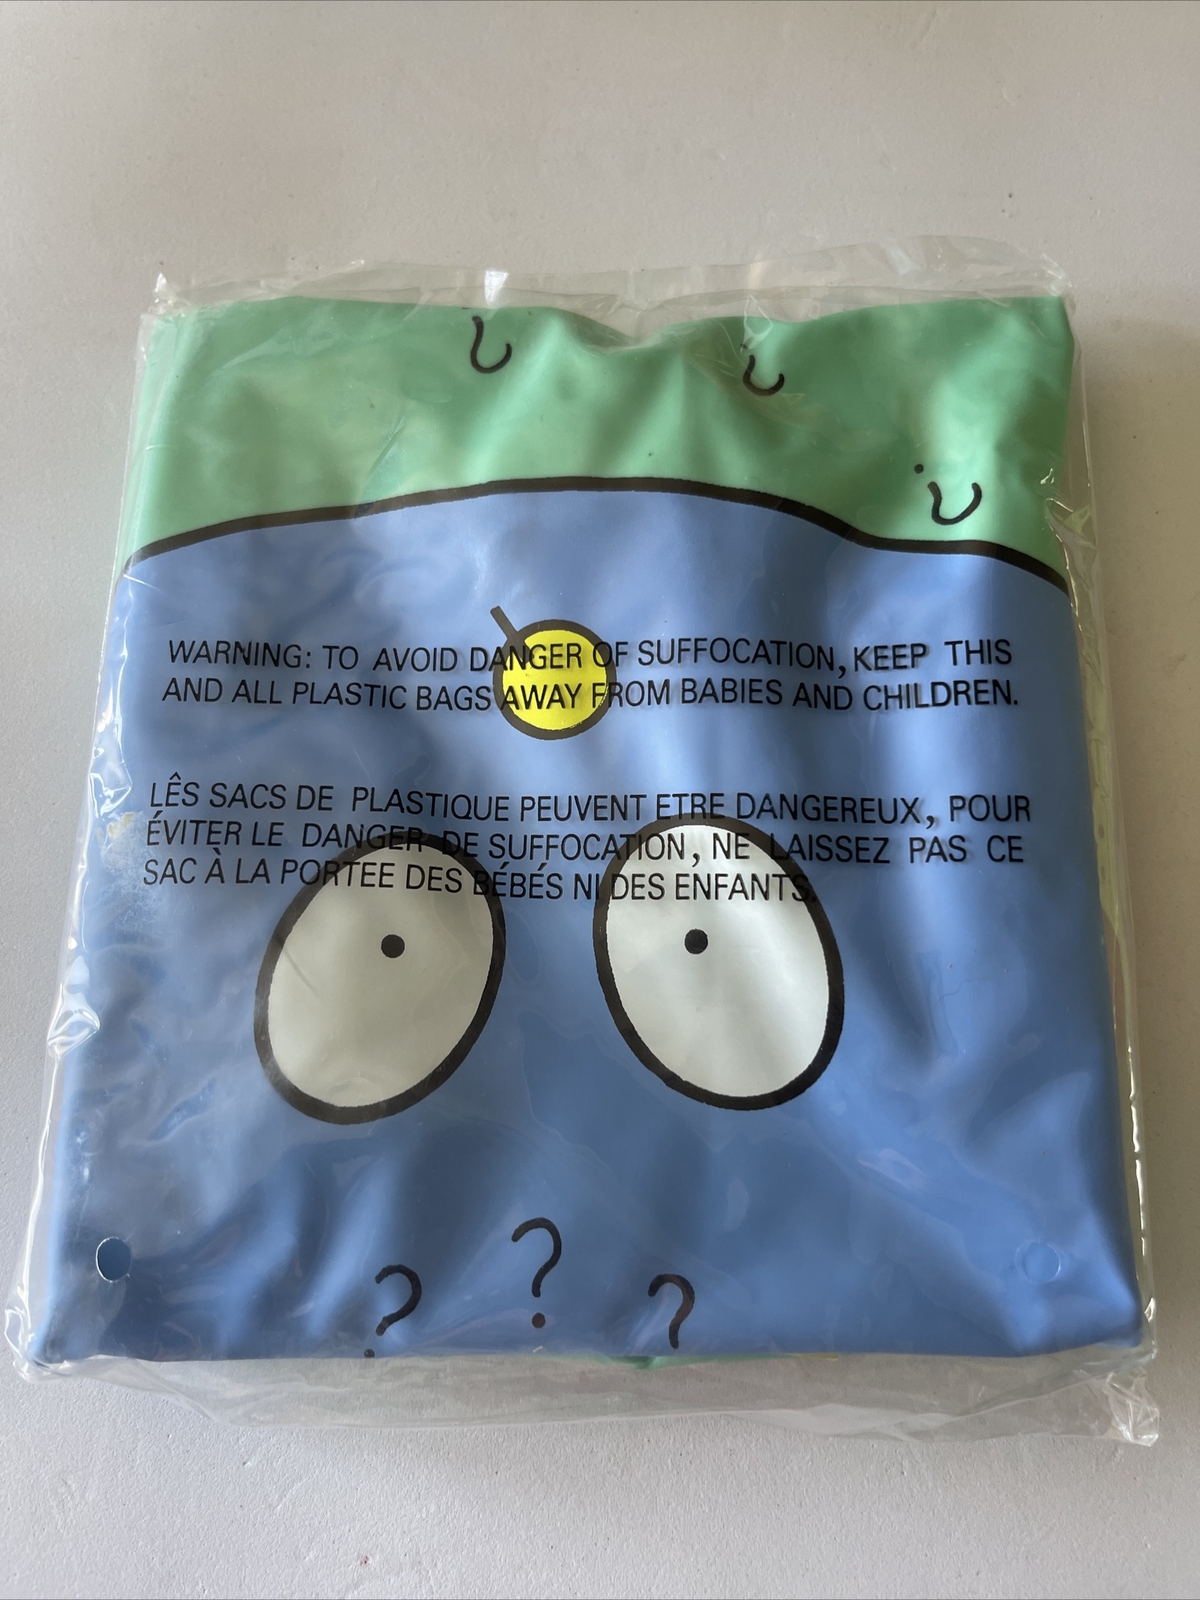 WARNING: TO AVOID DANGER OF SUFFOCATION, KEEP THIS
AND ALL PLASTIC BAGS AWAY FROM BABIES AND CHILDREN.
LÊS SACS DE PLASTIQUE PEUVENT ETRE DANGEREUX, POUR
ÉVITER LE DANGER DE SUFFOCATION, NE LAISSEZ PAS CE
SAC À LA PORTEE DES BÉBÉS NI DES ENFANTS.
? ? ?